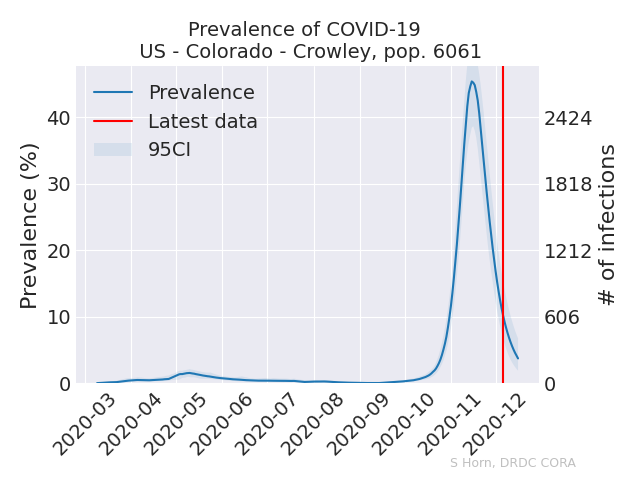 Prevalence of COVID-19
US - Colorado - Crowley, pop. 6061
Prevalence
Latest data
95CI
Prevalence (%)
40
30
20
10
0
2424
1818
1212
606
0
# of infections
2020-03
2020-04
2020-05
2020-06
2020-07
2020-08
2020-09
2020-10
2020-11
2020-12
S Horn, DRDC CORA